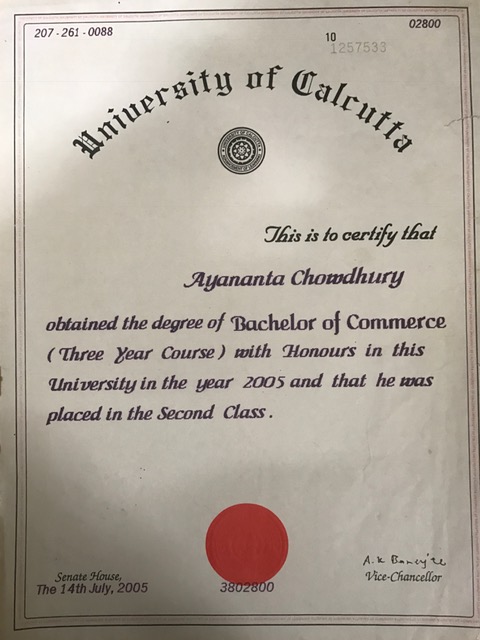 207-261-0088
02800
10
1257533
University of Calcutta
This is to certify that
Ayananta Chowdhury
obtained the degree of Bachelor of Commerce
( Three Year Course ) with Honours in this
University in the year 2005 and that he was
placed in the Second Class.
A. K. Banerjee
Senate House,
Vice-Chancellor
The 14th July, 2005
3802800